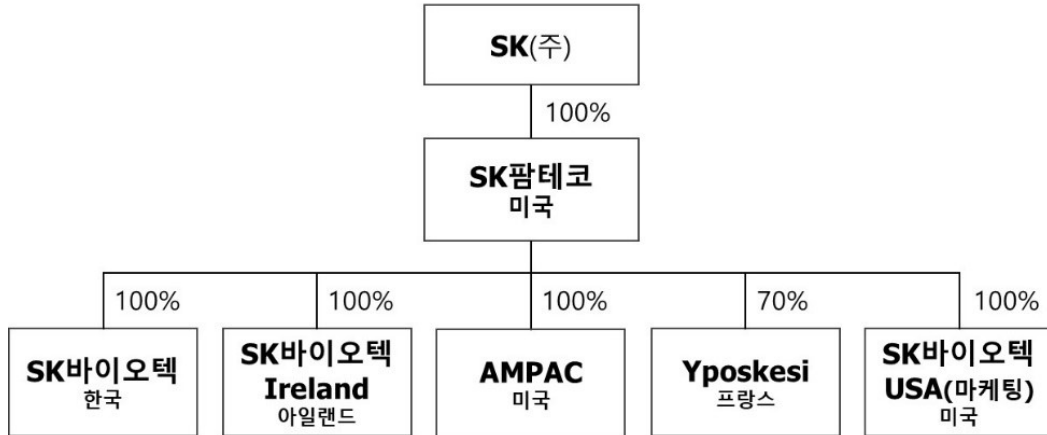 SK(주)
100%
SK팜테코
미국
100%
100%
100%
70%
100%
SK바이오텍
한국
SK바이오텍
Ireland
아일랜드
AMPAC
미국
Yposkesi
프랑스
SK바이오텍
USA(마케팅)
미국